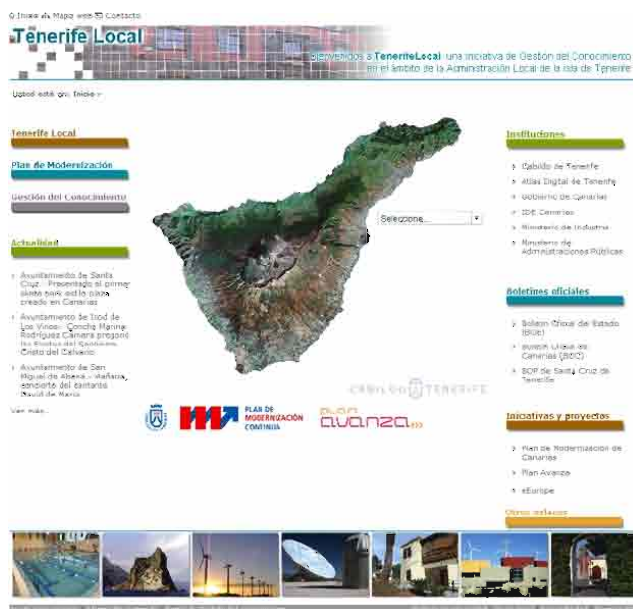 Inicio Mapa web Contacto
Tenerife Local
Bienvenidos a TenerifeLocal una iniciativa de Gestión del Conocimiento
en el ámbito de la Administración Local de la Isla de Tenerife
Usted está en: Inicio »
Tenerife Local
Plan de Modernización
Gestión del Conocimiento
Actualidad
Ayuntamiento de Santa
Cruz - Presentado el primer
skate park estilo plaza
creado en Canarias
Ayuntamiento de Icod de
Los Vinos- Concha Marina
Rodríguez Cámara pregonó
las Fiestas del
Cristo del Calvario
Ayuntamiento de San
Miguel de Abona - Mañana,
concierto del cantante
David de María
Ver más...
Seleccione...
CABILDO TENERIFE
PLAN DE
MODERNIZACIÓN
CONTINUA
PLAN
avanza»
Instituciones
Cabildo de Tenerife
Atlas Digital de Tenerife
Gobierno de Canarias
IDE Canarias
Ministerio de Industria
Ministerio de
Administraciones Públicas
Boletines oficiales
Boletín Oficial del Estado
(BOE)
Boletín Oficial de
Canarias (BOC)
BOP de Santa Cruz de
Tenerife
Iniciativas y proyectos
Plan de Modernización de
Canarias
Plan Avanza
eEurope
Otros enlaces